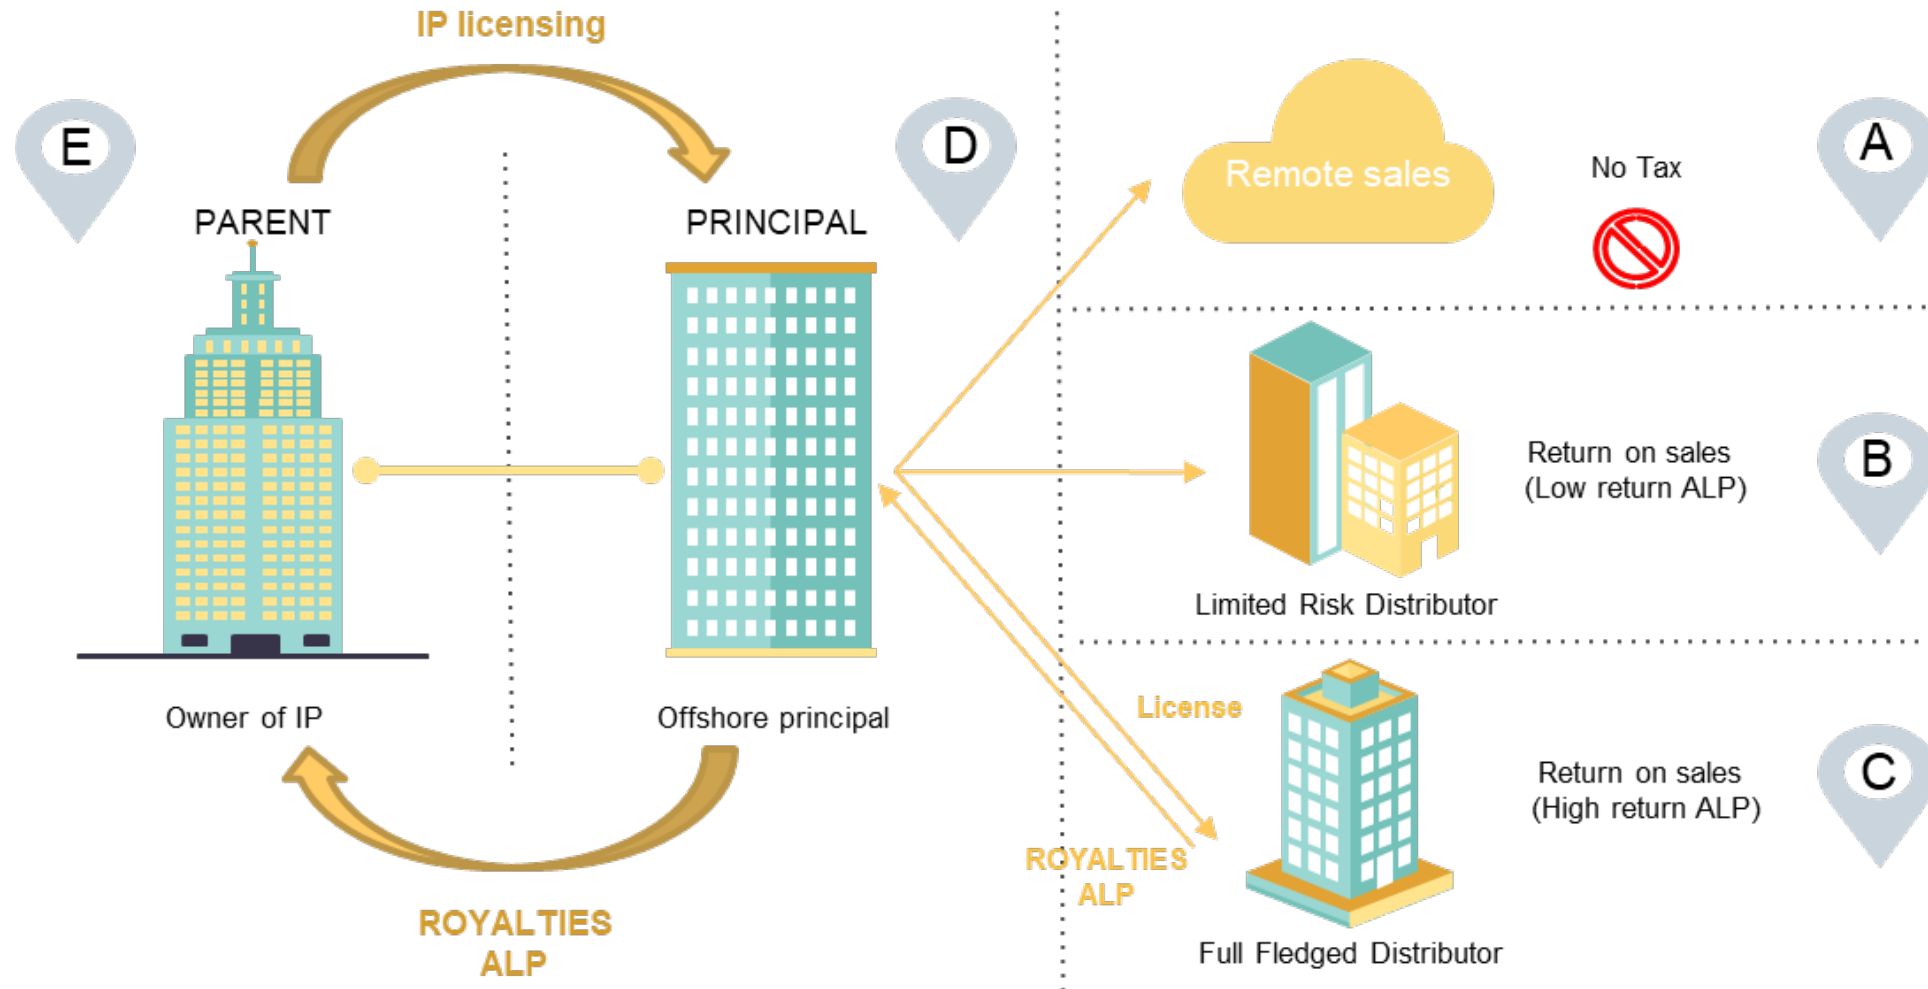 IP licensing
E
D
A
PARENT
PRINCIPAL
Remote sales
No Tax
B
Return on sales
(Low return ALP)
Limited Risk Distributor
Owner of IP
Offshore principal
License
C
Return on sales
(High return ALP)
ROYALTIES
ALP
ROYALTIES
ALP
Full Fledged Distributor